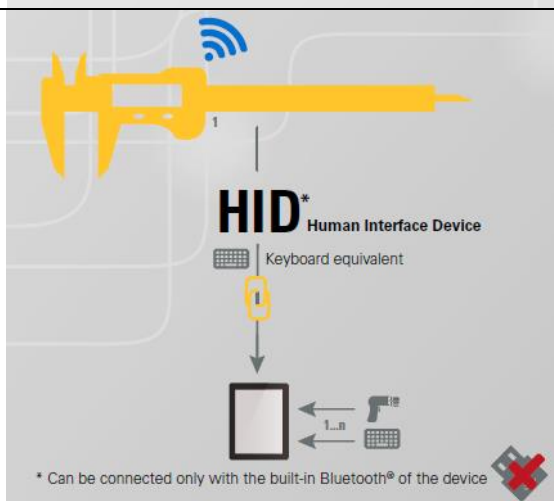 1
HID*
Human Interface Device
Keyboard equivalent
1...n
* Can be connected only with the built-in Bluetooth® of the device